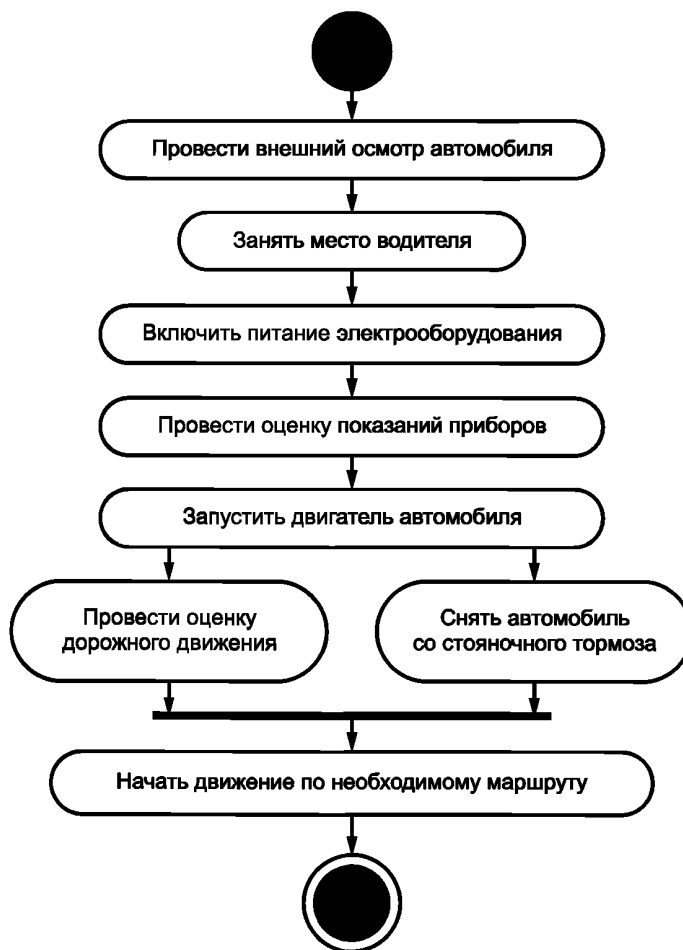 Провести внешний осмотр автомобиля
Занять место водителя
Включить питание электрооборудования
Провести оценку показаний приборов
Запустить двигатель автомобиля
Провести оценку
дорожного движения
Снять автомобиль
со стояночного тормоза
Начать движение по необходимому маршруту